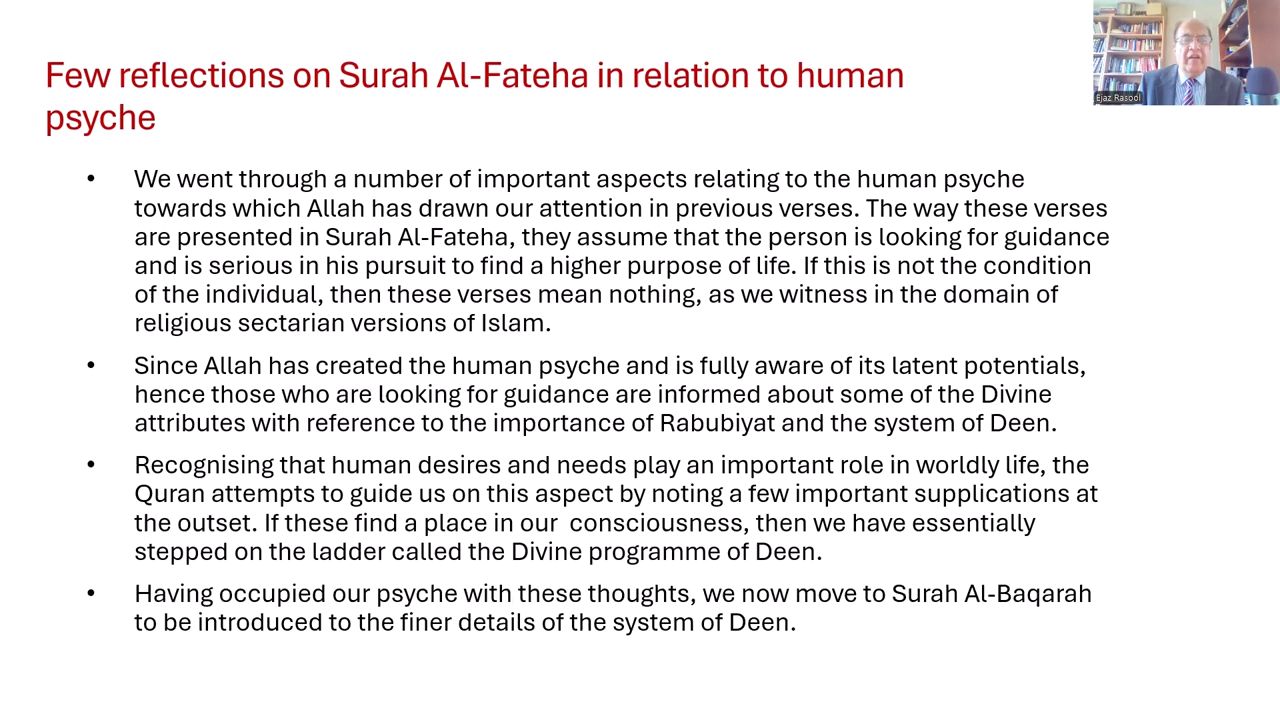 Few reflections on Surah Al-Fateha in relation to human
psyche
Ejaz Rasool
• We went through a number of important aspects relating to the human psyche
towards which Allah has drawn our attention in previous verses. The way these verses
are presented in Surah Al-Fateha, they assume that the person is looking for guidance
and is serious in his pursuit to find a higher purpose of life. If this is not the condition
of the individual, then these verses mean nothing, as we witness in the domain of
religious sectarian versions of Islam.
• Since Allah has created the human psyche and is fully aware of its latent potentials,
hence those who are looking for guidance are informed about some of the Divine
attributes with reference to the importance of Rabubiyat and the system of Deen.
• Recognising that human desires and needs play an important role in worldly life, the
Quran attempts to guide us on this aspect by noting a few important supplications at
the outset. If these find a place in our  consciousness, then we have essentially
stepped on the ladder called the Divine programme of Deen.
• Having occupied our psyche with these thoughts, we now move to Surah Al-Baqarah
to be introduced to the finer details of the system of Deen.